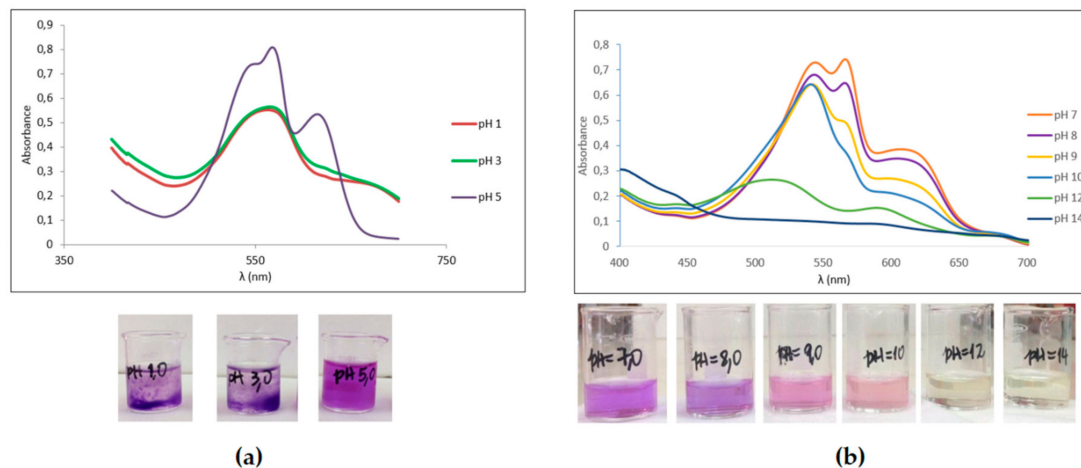 0,9
0,8
0,7
0,6
0,5
0,4
0,3
0,2
0,1
0
Absorbance
350
550
750
λ (nm)
pH 1
pH 3
pH 5
0,8
0,7
0,6
0,5
0,4
0,3
0,2
0,1
0
Absorbance
400
450
500
550
600
650
700
λ (nm)
pH 7
pH 8
pH 9
pH 10
pH 12
pH 14
pH 3,0
pH 5,0
pH=7,0
pH=8,0
pH=9,0
pH=10
pH=12
pH=14
(a)
(b)